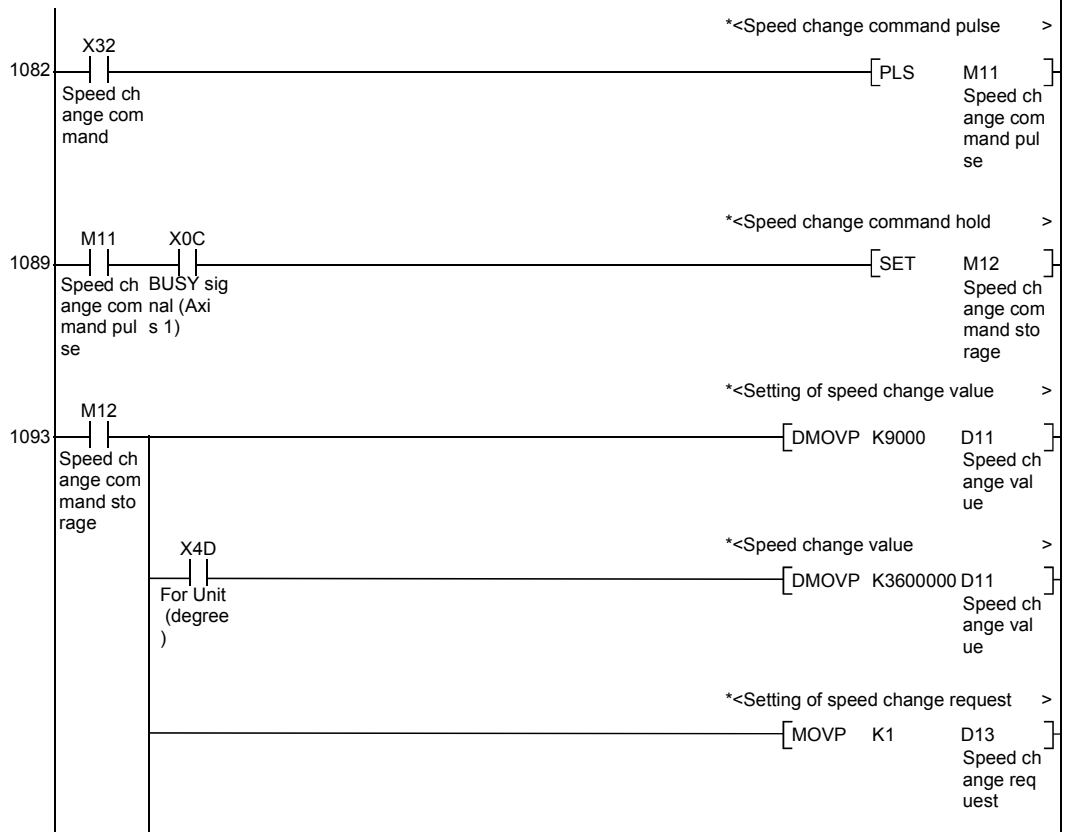 *<Speed change command pulse >
X32
1082
PLS M11
Speed ch
ange com
mand
Speed ch
ange com
mand pul
se
*<Speed change command hold >
M11 X0C
1089
SET M12
Speed ch
ange com
mand pul
se
BUSY sig
nal (Axi
s 1)
Speed ch
ange com
mand sto
rage
*<Setting of speed change value >
M12
1093
DMOVP K9000 D11
Speed ch
ange com
mand sto
rage
Speed ch
ange val
ue
*<Speed change value >
X4D
DMOVP K3600000 D11
For Unit
(degree
)
Speed ch
ange val
ue
*<Setting of speed change request >
MOVP K1 D13
Speed ch
ange req
uest